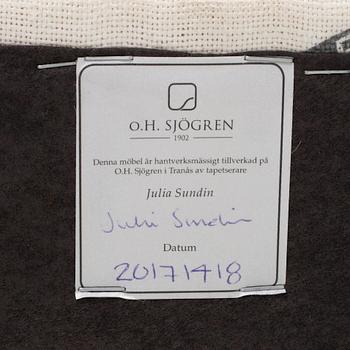 O.H. SJÖGREN
1902
Denna möbel är hantverksmässigt tillverkad på
O.H. Sjögren i Tranås av tapetserare
Julia Sundin
Julia Sundin
Datum
20171418